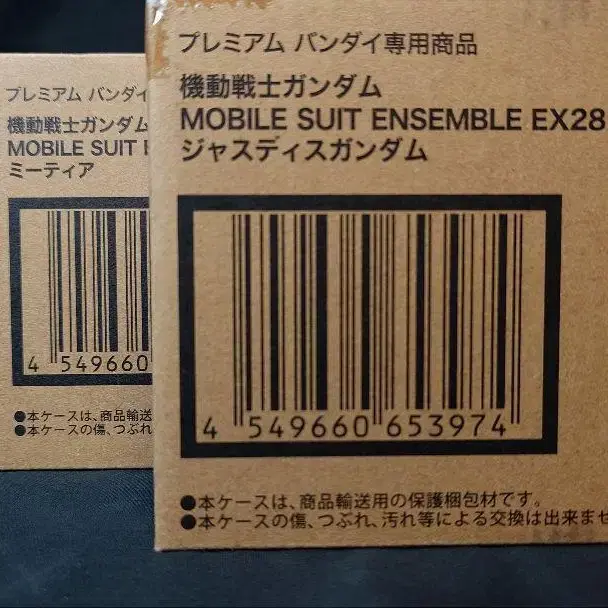 プレミアム バンダイ専用商品
機動戦士ガンダム
MOBILE SUIT ENSEMBLE EX28
ジャスディスガンダム
4 549660 653974
●本ケースは、商品輸送用の保護梱包材です。
●本ケースの傷、つぶれ、汚れ等による交換は出来ませ
プレミアム バンダイ
機動戦士ガンダム
MOBILE SUIT
ミーティア
4 549660
●本ケースは、商品輸送
●本ケースの傷、つぶれ